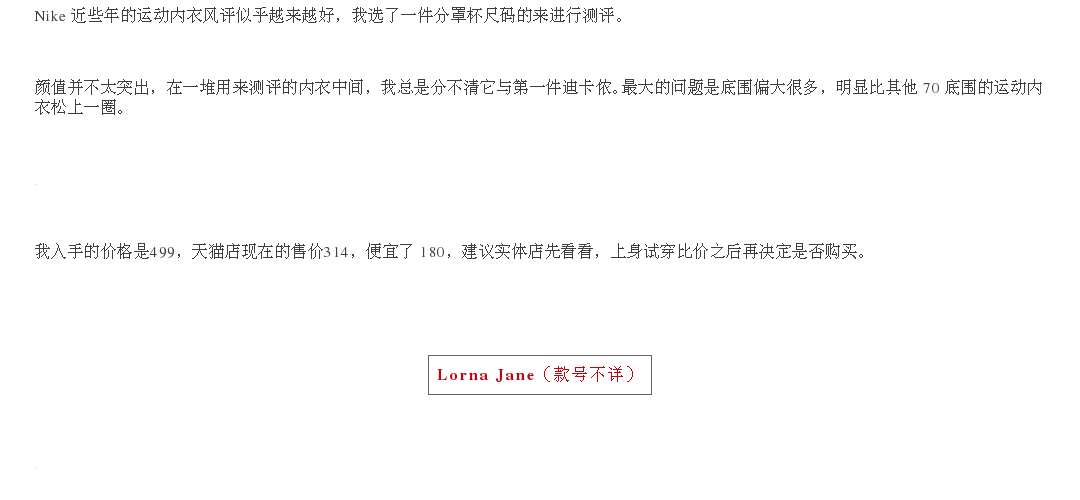 Nike 近些年的运动内衣风评似乎越来越好，我选了一件分罩杯尺码的来进行测评。
颜值并不太突出，在一堆用来测评的内衣中间，我总是分不清它与第一件迪卡侬。最大的问题是底围偏大很多，明显比其他 70 底围的运动内
衣松上一圈。
我入手的价格是499，天猫店现在的售价314，便宜了 180，建议实体店先看看，上身试穿比价之后再决定是否购买。
Lorna Jane（款号不详）